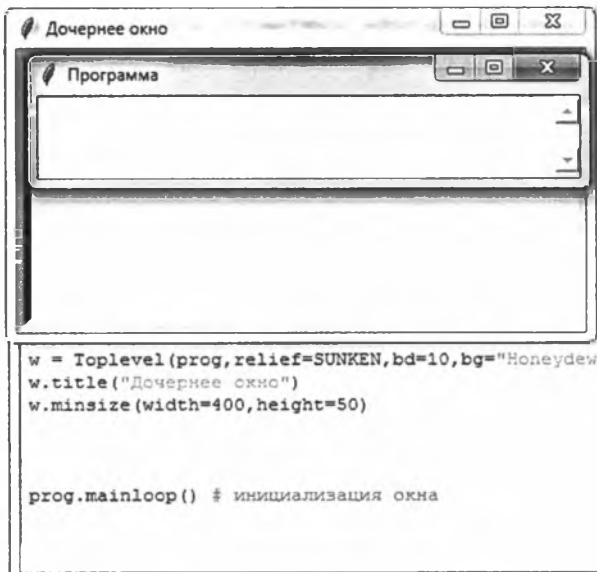 Дочернее окно
Программа
w = Toplevel(prog,relief=SUNKEN,bd=10,bg="Honeydew
w.title("Дочернее окно")
w.minsize(width=400,height=50)
prog.mainloop() # инициализация окна